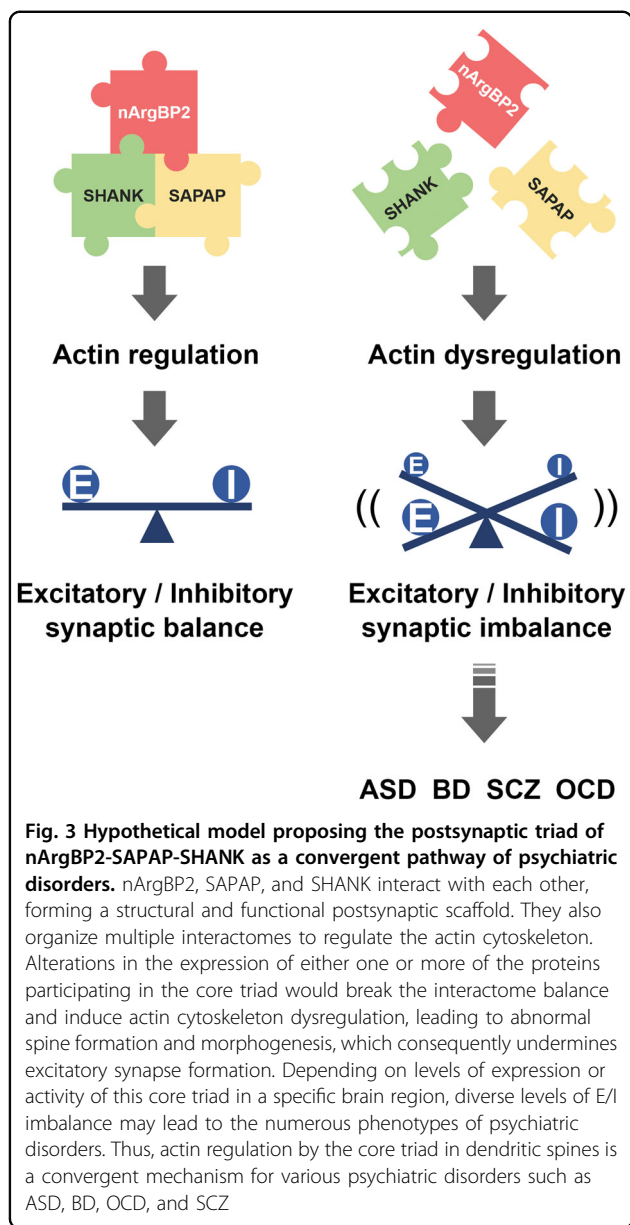 nArgBP2
SHANK
SAPAP
nArgBP2
SHANK
SAPAP
Actin regulation
Actin dysregulation
E
I
(( E I ))
E I
Excitatory / Inhibitory
synaptic balance
Excitatory / Inhibitory
synaptic imbalance
ASD BD SCZ OCD
Fig. 3 Hypothetical model proposing the postsynaptic triad of
nArgBP2-SAPAP-SHANK as a convergent pathway of psychiatric
disorders. nArgBP2, SAPAP, and SHANK interact with each other,
forming a structural and functional postsynaptic scaffold. They also
organize multiple interactomes to regulate the actin cytoskeleton.
Alterations in the expression of either one or more of the proteins
participating in the core triad would break the interactome balance
and induce actin cytoskeleton dysregulation, leading to abnormal
spine formation and morphogenesis, which consequently undermines
excitatory synapse formation. Depending on levels of expression or
activity of this core triad in a specific brain region, diverse levels of E/I
imbalance may lead to the numerous phenotypes of psychiatric
disorders. Thus, actin regulation by the core triad in dendritic spines is
a convergent mechanism for various psychiatric disorders such as
ASD, BD, OCD, and SCZ